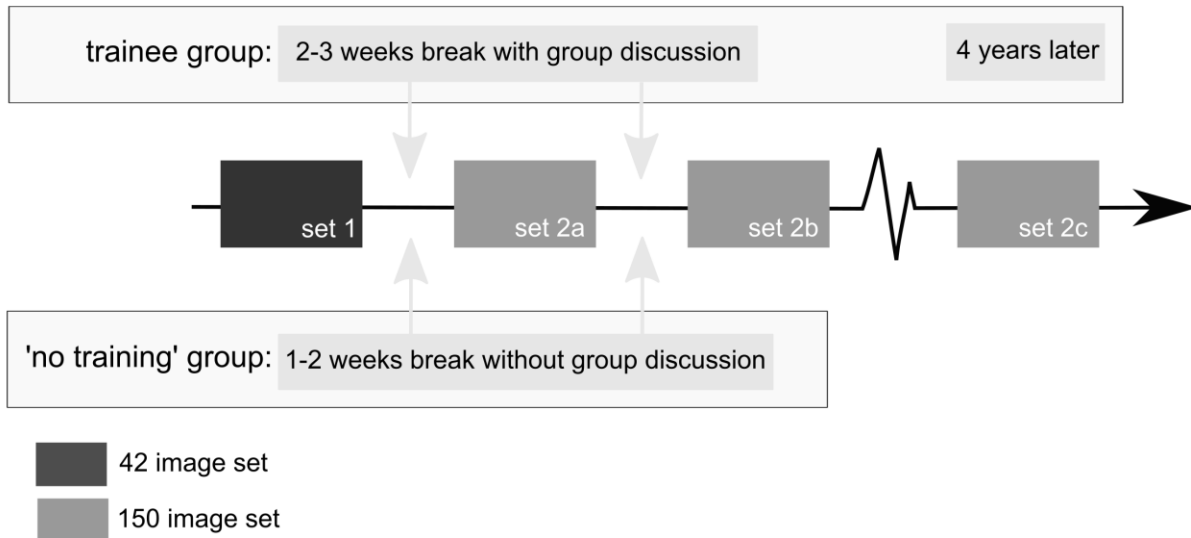 trainee group: 2-3 weeks break with group discussion 4 years later
set 1 set 2a set 2b set 2c
'no training' group: 1-2 weeks break without group discussion
42 image set
150 image set